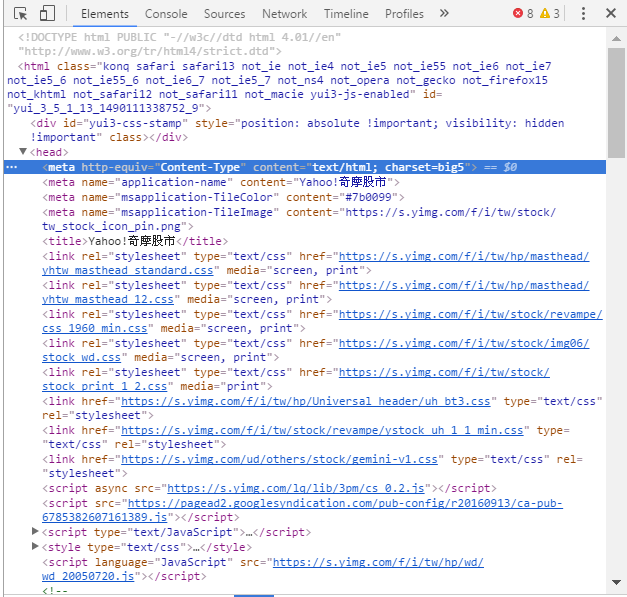 Elements Console Sources Network Timeline Profiles » 8 3
<!DOCTYPE html PUBLIC "-//w3c//dtd html 4.01//en"
"http://www.w3.org/tr/html4/strict.dtd">
<html class="konq safari safari13 not_ie not_ie4 not_ie5 not_ie55 not_ie6 not_ie7
not_ie5_6 not_ie55_6 not_ie6_7 not_ie5_7 not_ns4 not_opera not_gecko not_firefox15
not_khtml not_safari12 not_safari11 not_macie yui3-js-enabled" id=
"yui_3_5_1_13_1490111338752_9">
<div id="yui3-css-stamp" style="position: absolute !important; visibility: hidden
!important" class></div>
▼<head>
... <meta http-equiv="Content-Type" content="text/html; charset=big5"> == $0
<meta name="application-name" content="Yahoo!奇摩股市">
<meta name="msapplication-TileColor" content="#7b0099">
<meta name="msapplication-TileImage" content="https://s.yimg.com/f/i/tw/stock/
tw_stock_icon_pin.png">
<title>Yahoo!奇摩股市</title>
<link rel="stylesheet" type="text/css" href="https://s.yimg.com/f/i/tw/hp/masthead/
yhtw_masthead_standard.css" media="screen, print">
<link rel="stylesheet" type="text/css" href="https://s.yimg.com/f/i/tw/hp/masthead/
yhtw_masthead_12.css" media="screen, print">
<link rel="stylesheet" type="text/css" href="https://s.yimg.com/f/i/tw/stock/revampe/
css_1960_min.css" media="screen, print">
<link rel="stylesheet" type="text/css" href="https://s.yimg.com/f/i/tw/stock/img06/
stock_wd.css" media="screen, print">
<link rel="stylesheet" type="text/css" href="https://s.yimg.com/f/i/tw/stock/
stock_print_1_2.css" media="print">
<link href="https://s.yimg.com/f/i/tw/hp/Universal_header/uh_bt3.css" type="text/css"
rel="stylesheet">
<link href="https://s.yimg.com/f/i/tw/stock/revampe/ystock_uh_1_1_min.css" type=
"text/css" rel="stylesheet">
<link href="https://s.yimg.com/ud/others/stock/gemini-v1.css" type="text/css" rel=
"stylesheet">
<script async src="https://s.yimg.com/lq/lib/3pm/cs_0.2.js"></script>
<script src="https://pagead2.googlesyndication.com/pub-config/r20160913/ca-pub-
6785382607161389.js"></script>
▶<script type="text/JavaScript">…</script>
▶<style type="text/css">…</style>
<script language="JavaScript" src="https://s.yimg.com/f/i/tw/hp/wd/
wd_20050720.js"></script>
<!--